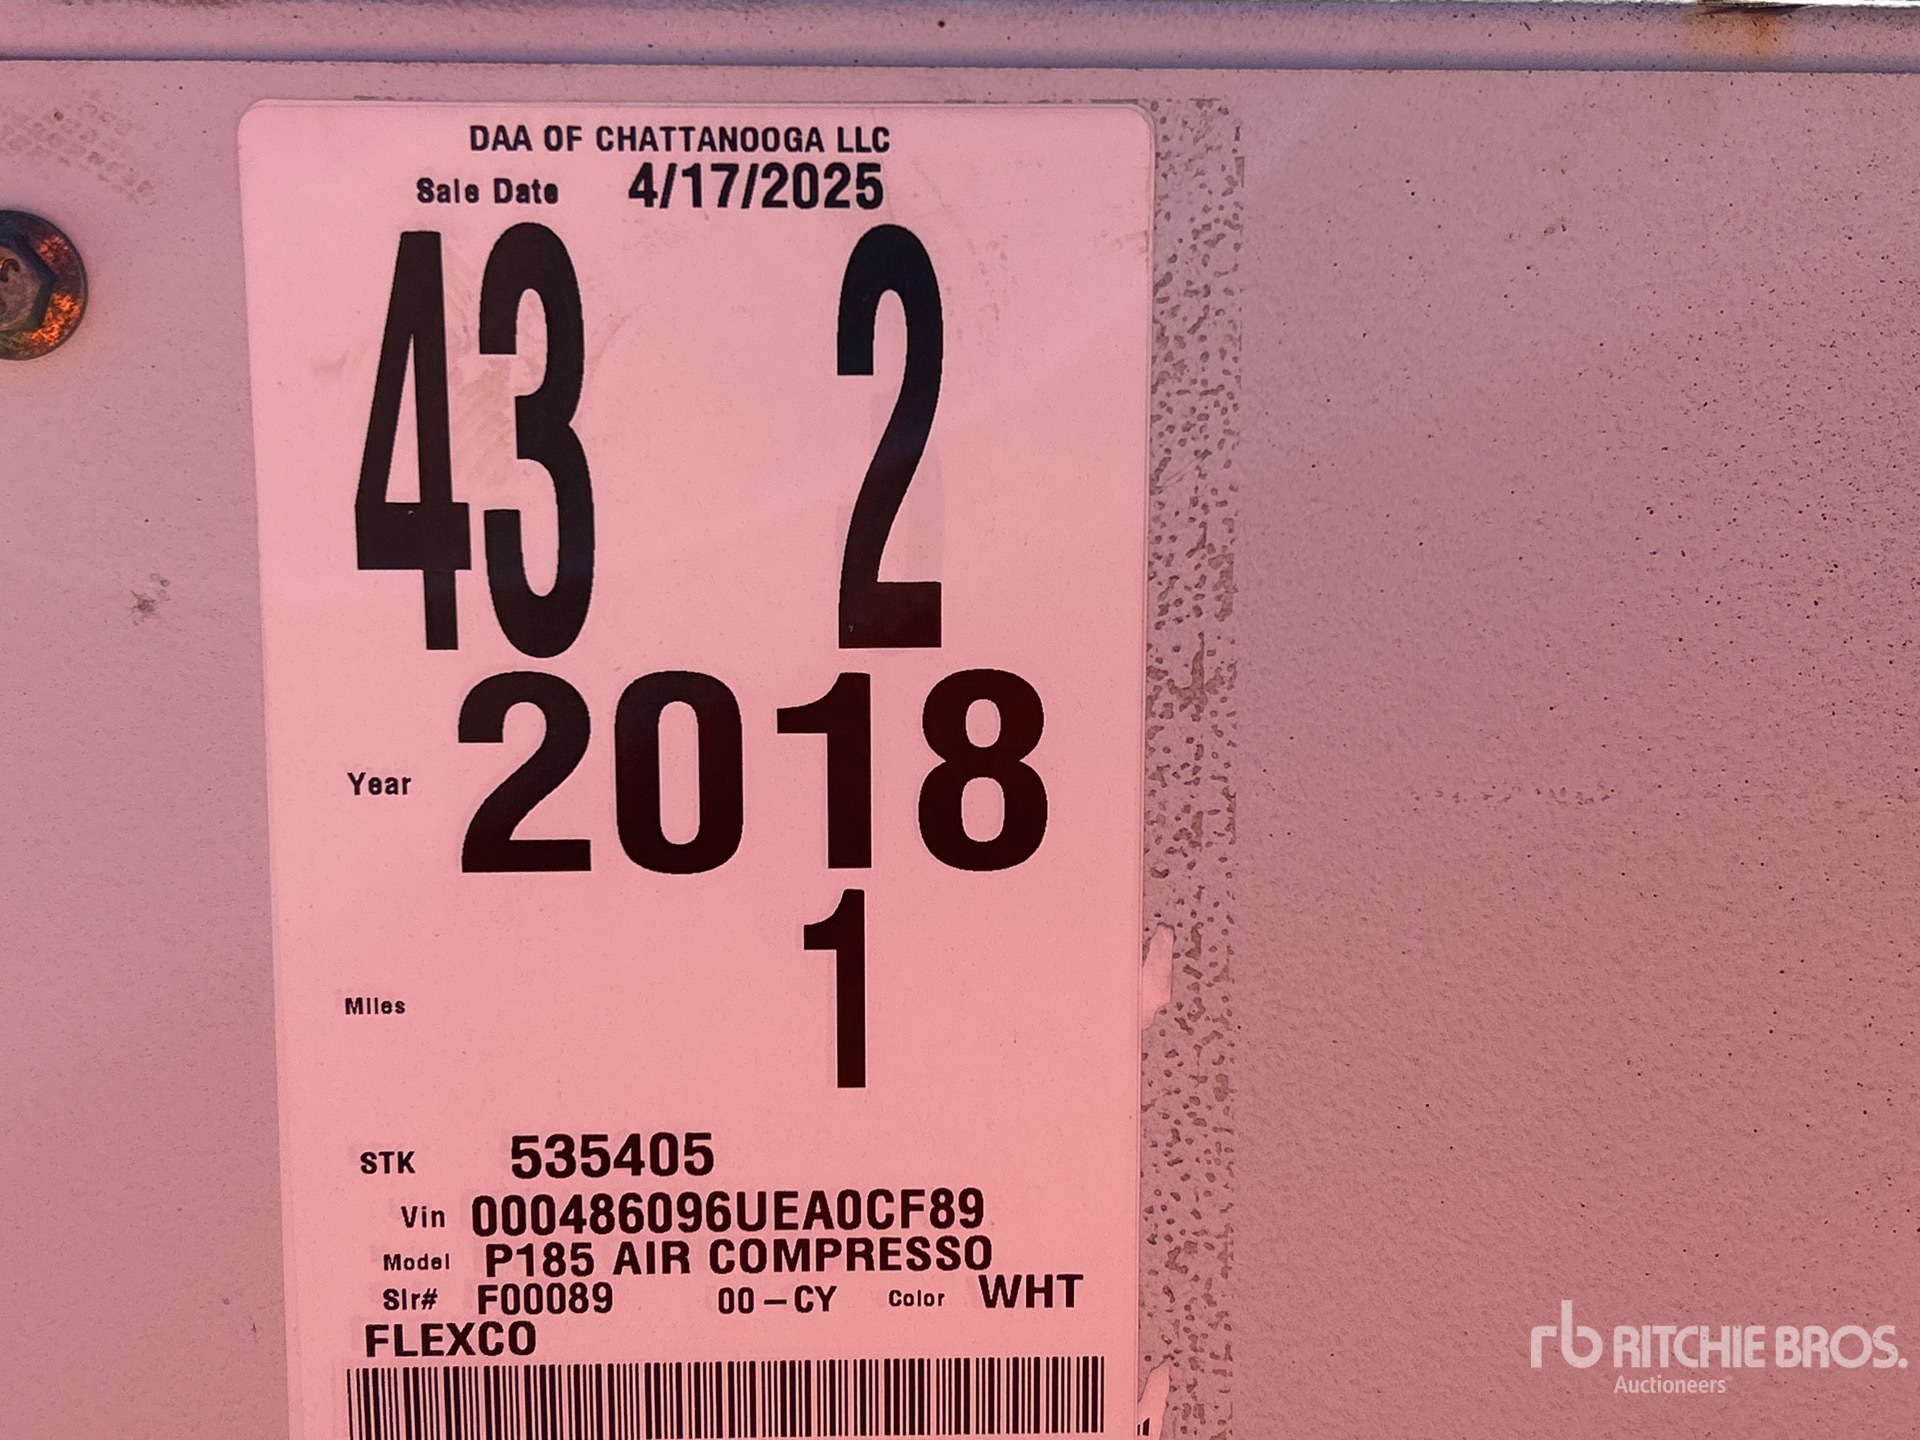 DAA OF CHATTANOOGA LLC
Sale Date 4/17/2025
43 2
Year 2018
Miles 1
STK 535405
Vin 000486096UEA0CF89
Model P185 AIR COMPRESSO
Slr# F00089 00-CY Color WHT
FLEXCO
rb RITCHIE BROS.
Auctioneers